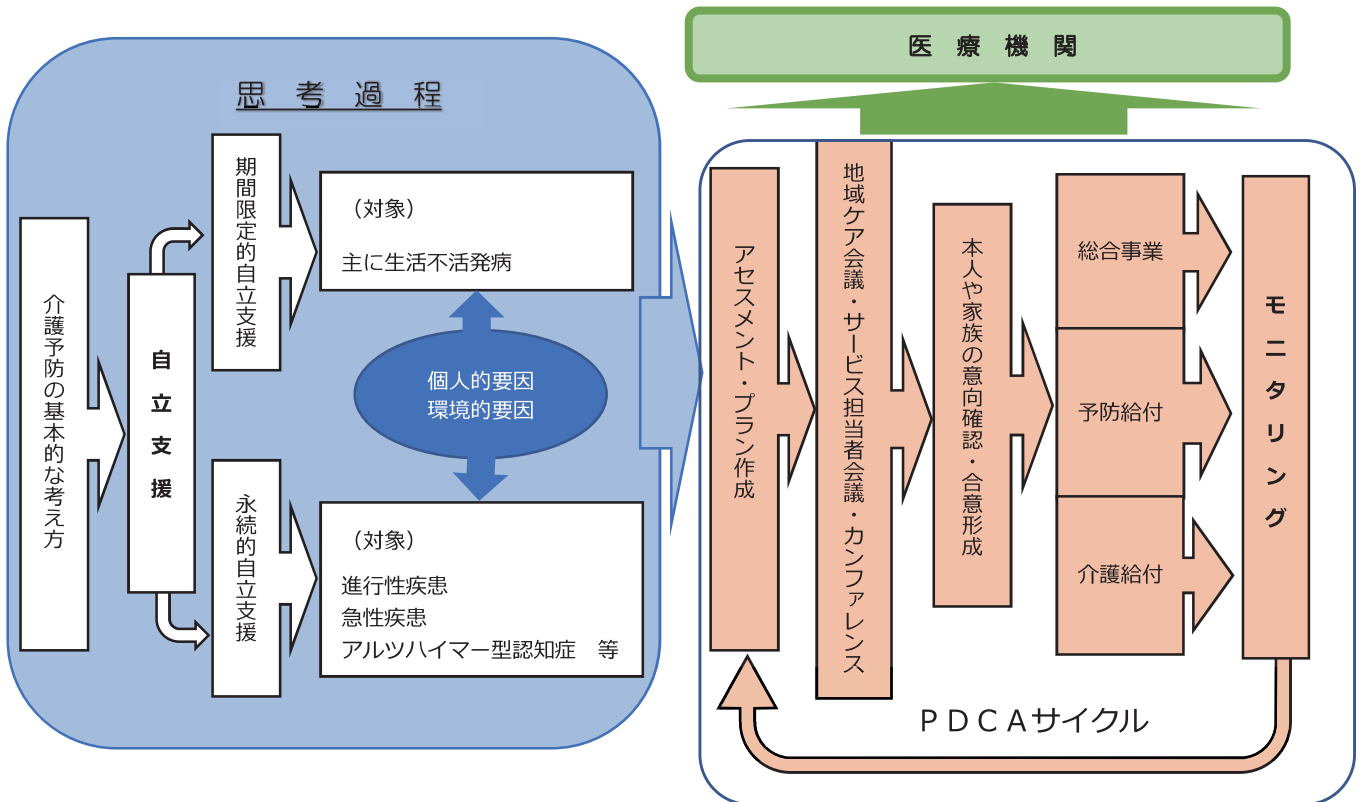 医療機関
思考過程
介護予防の基本的な考え方
自立支援
期間限定的自立支援
（対象）
主に生活不活発病
個人的要因
環境的要因
永続的自立支援
（対象）
進行性疾患
急性疾患
アルツハイマー型認知症　等
アセスメント・プラン作成
地域ケア会議・サービス担当者会議・カンファレンス
本人や家族の意向確認・合意形成
総合事業
予防給付
介護給付
モニタリング
ＰＤＣＡサイクル